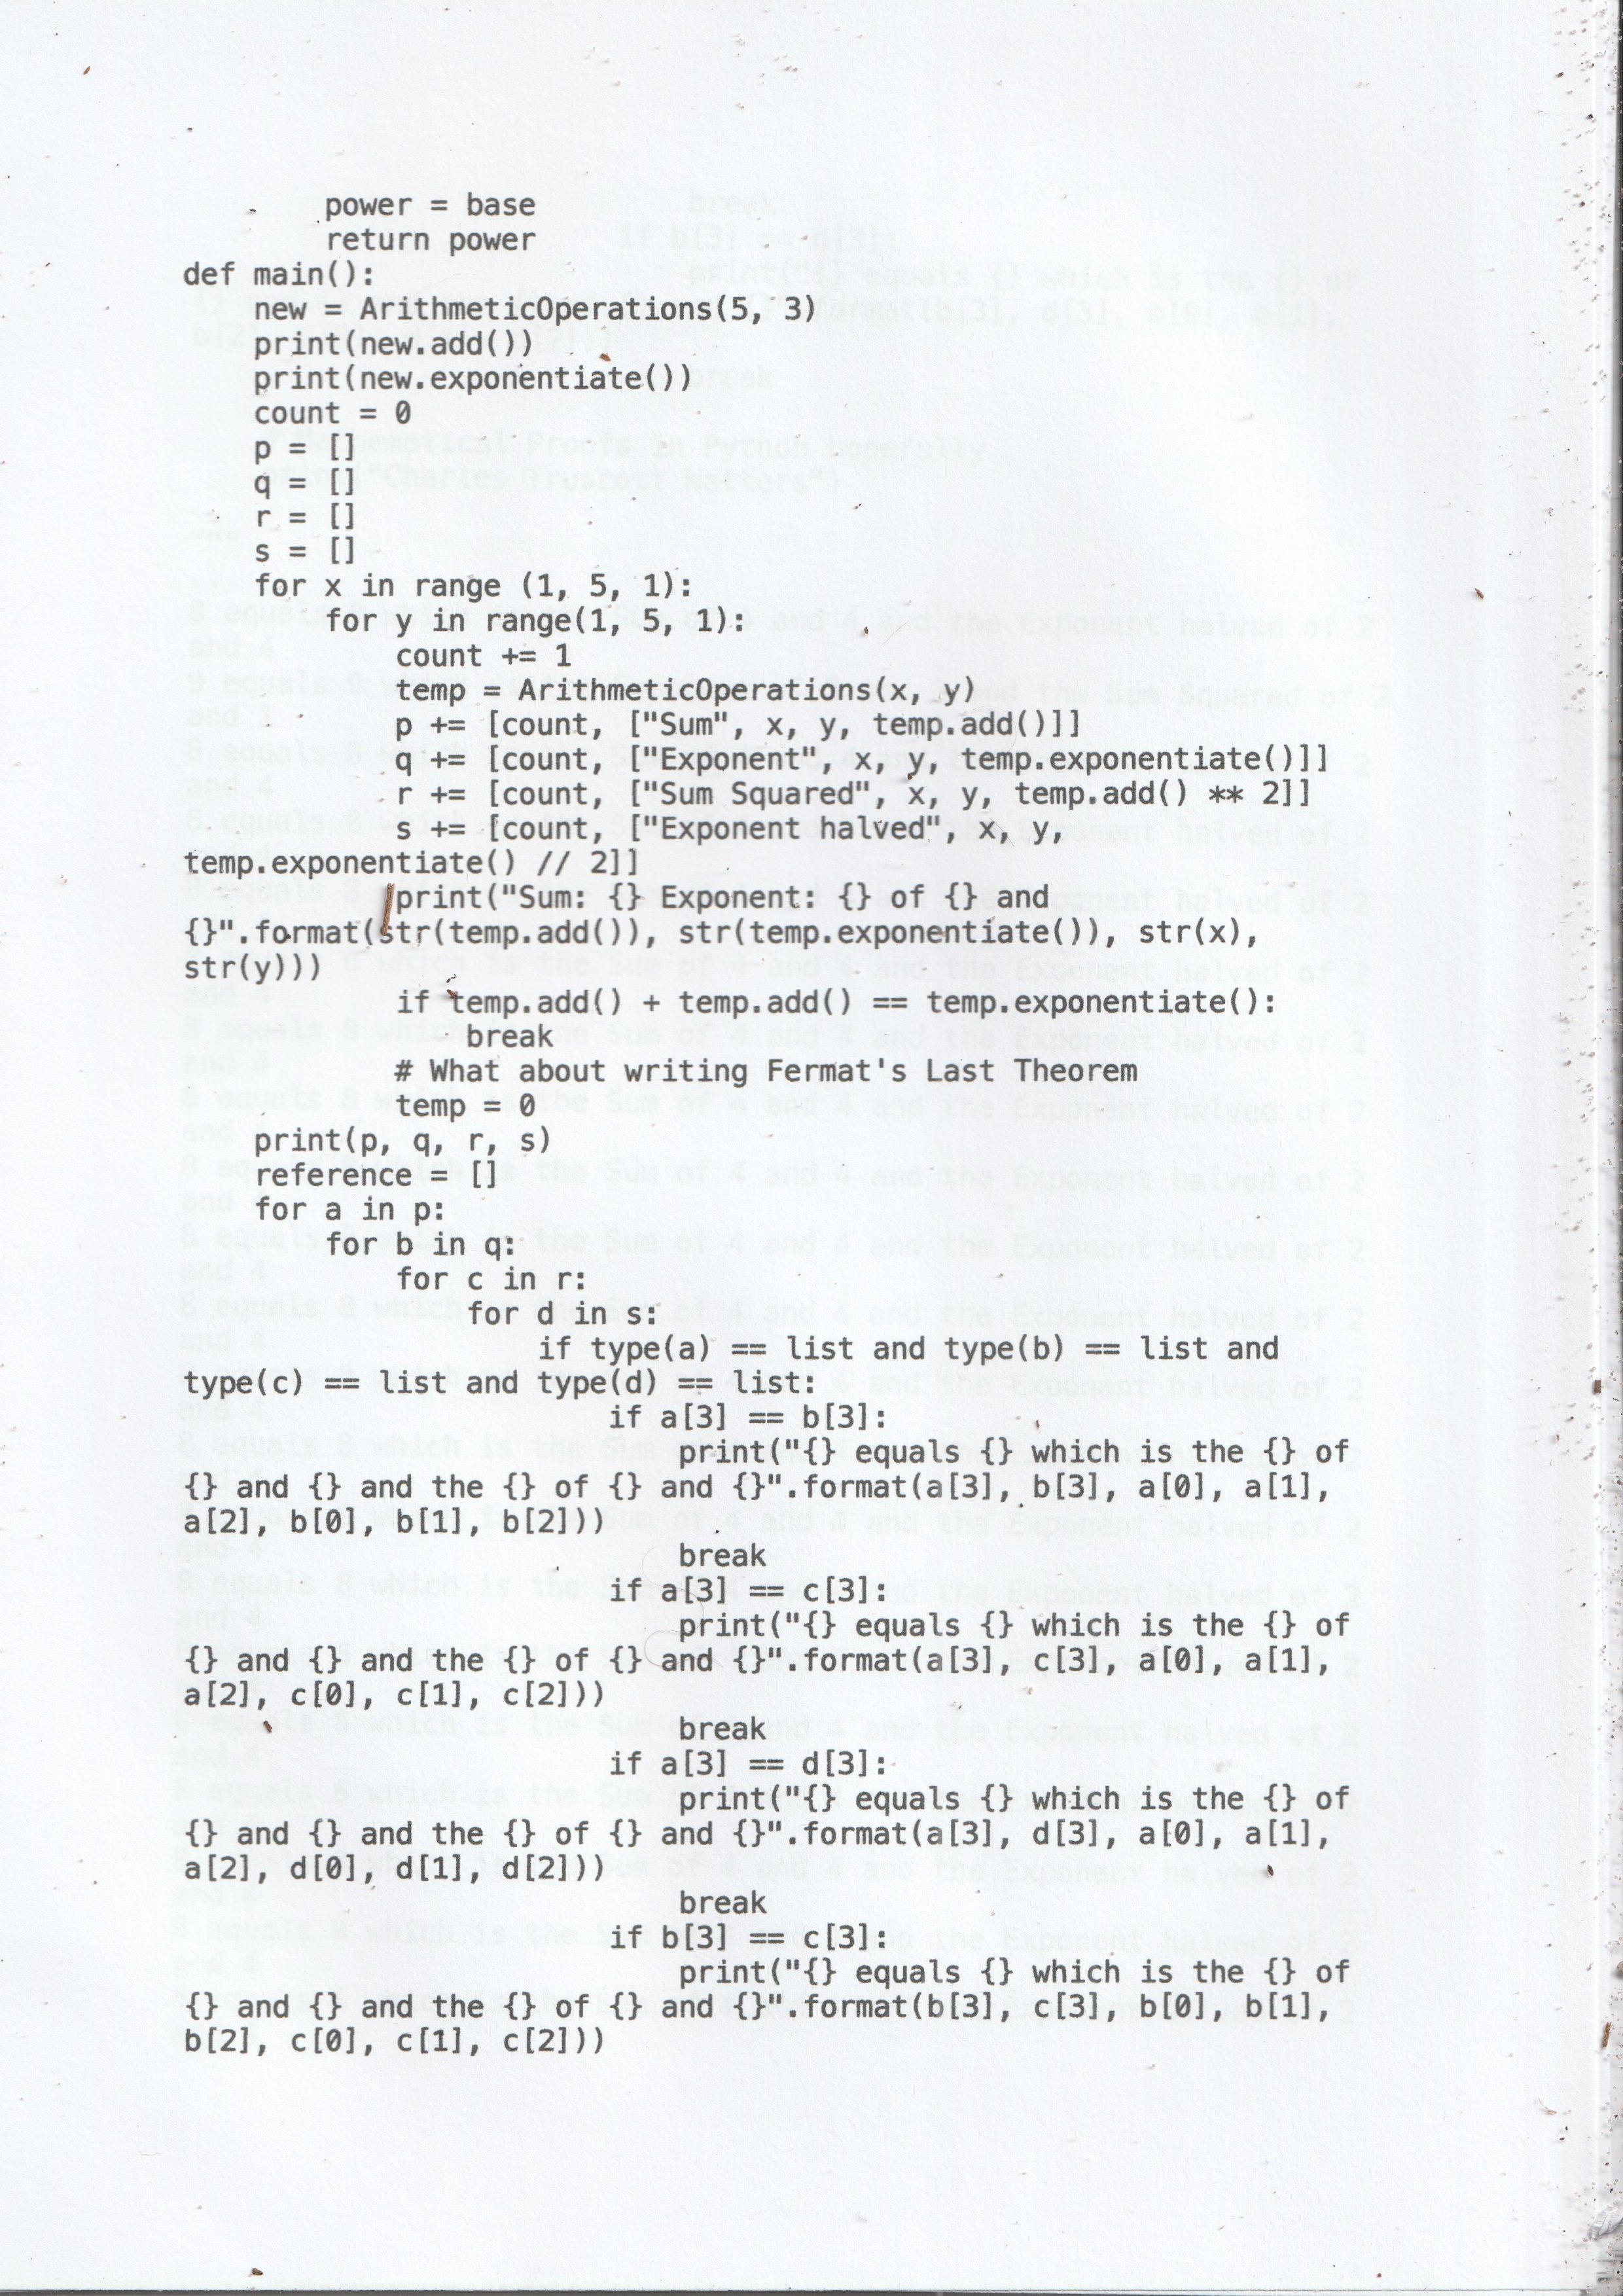 power = base
        return power
def main():
    new = ArithmeticOperations(5, 3)
    print(new.add())
    print(new.exponentiate())
    count = 0
    p = []
    q = []
    r = []
    s = []
    for x in range (1, 5, 1):
        for y in range(1, 5, 1):
            count += 1
            temp = ArithmeticOperations(x, y)
            p += [count, ["Sum", x, y, temp.add()]]
            q += [count, ["Exponent", x, y, temp.exponentiate()]]
            r += [count, ["Sum Squared", x, y, temp.add() ** 2]]
            s += [count, ["Exponent halved", x, y,
temp.exponentiate() // 2]]
            print("Sum: {} Exponent: {} of {} and
{}".format(str(temp.add()), str(temp.exponentiate()), str(x),
str(y)))
            if temp.add() + temp.add() == temp.exponentiate():
                break
            # What about writing Fermat's Last Theorem
            temp = 0
    print(p, q, r, s)
    reference = []
    for a in p:
        for b in q:
            for c in r:
                for d in s:
                    if type(a) == list and type(b) == list and
type(c) == list and type(d) == list:
                        if a[3] == b[3]:
                            print("{} equals {} which is the {} of
{} and {} and the {} of {} and {}".format(a[3], b[3], a[0], a[1],
a[2], b[0], b[1], b[2]))
                            break
                        if a[3] == c[3]:
                            print("{} equals {} which is the {} of
{} and {} and the {} of {} and {}".format(a[3], c[3], a[0], a[1],
a[2], c[0], c[1], c[2]))
                            break
                        if a[3] == d[3]:
                            print("{} equals {} which is the {} of
{} and {} and the {} of {} and {}".format(a[3], d[3], a[0], a[1],
a[2], d[0], d[1], d[2]))
                            break
                        if b[3] == c[3]:
                            print("{} equals {} which is the {} of
{} and {} and the {} of {} and {}".format(b[3], c[3], b[0], b[1],
b[2], c[0], c[1], c[2]))